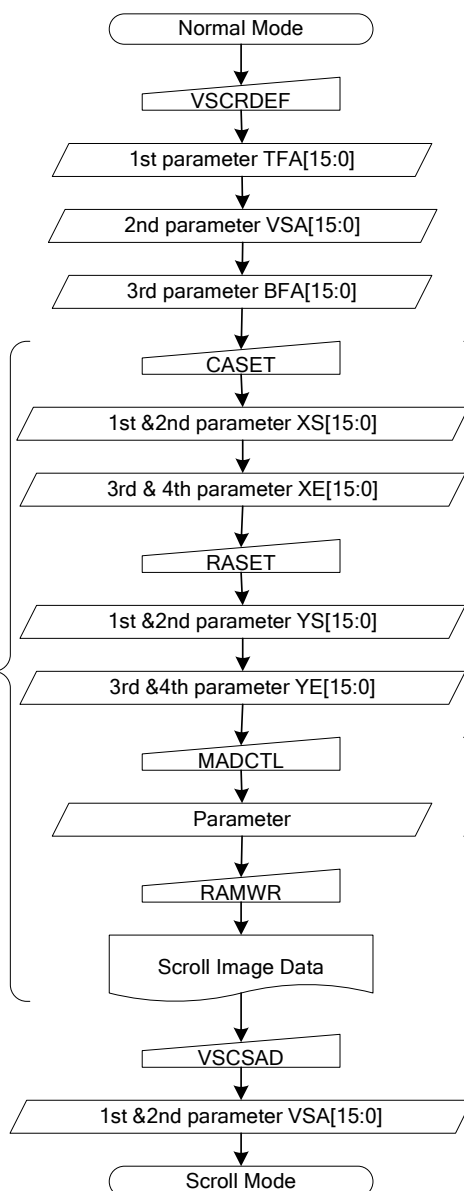 Normal Mode
VSCRDEF
1st parameter TFA[15:0]
2nd parameter VSA[15:0]
3rd parameter BFA[15:0]
CASET
1st &2nd parameter XS[15:0]
3rd & 4th parameter XE[15:0]
RASET
1st &2nd parameter YS[15:0]
3rd &4th parameter YE[15:0]
MADCTL
Parameter
RAMWR
Scroll Image Data
VSCSAD
1st &2nd parameter VSA[15:0]
Scroll Mode